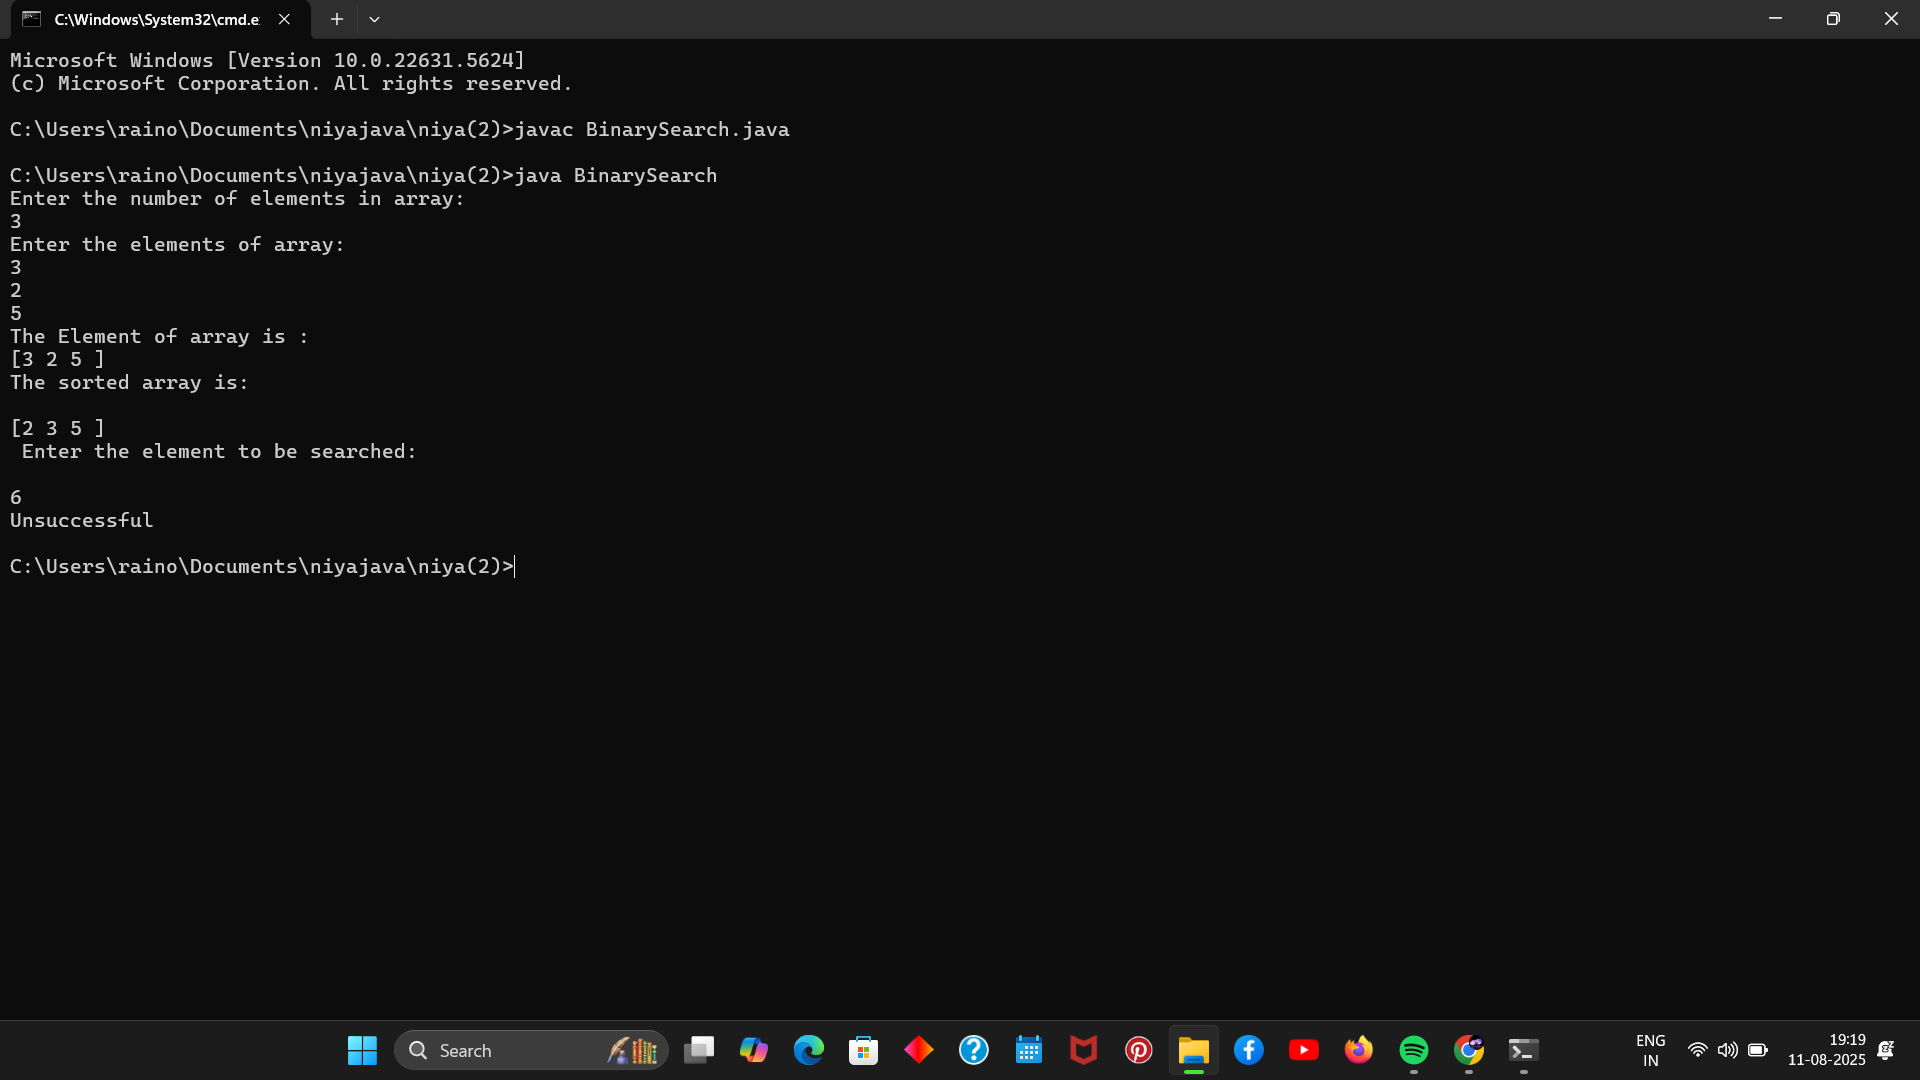 C:\Windows\System32\cmd.e
Microsoft Windows [Version 10.0.22631.5624]
(c) Microsoft Corporation. All rights reserved.
C:\Users\raino\Documents\niyajava\niya(2)>javac BinarySearch.java
C:\Users\raino\Documents\niyajava\niya(2)>java BinarySearch
Enter the number of elements in array:
3
Enter the elements of array:
3
2
5
The Element of array is :
[3 2 5 ]
The sorted array is:
[2 3 5 ]
 Enter the element to be searched:
6
Unsuccessful
C:\Users\raino\Documents\niyajava\niya(2)>
Search
ENG
IN
19:19
11-08-2025